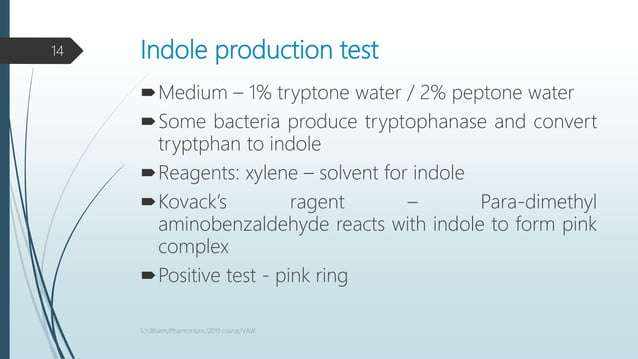 14
Indole production test
Medium – 1% tryptone water / 2% peptone water
Some bacteria produce tryptophanase and convert
tryptphan to indole
Reagents: xylene – solvent for indole
Kovack's ragent – Para-dimethyl
aminobenzaldehyde reacts with indole to form pink
complex
Positive test - pink ring